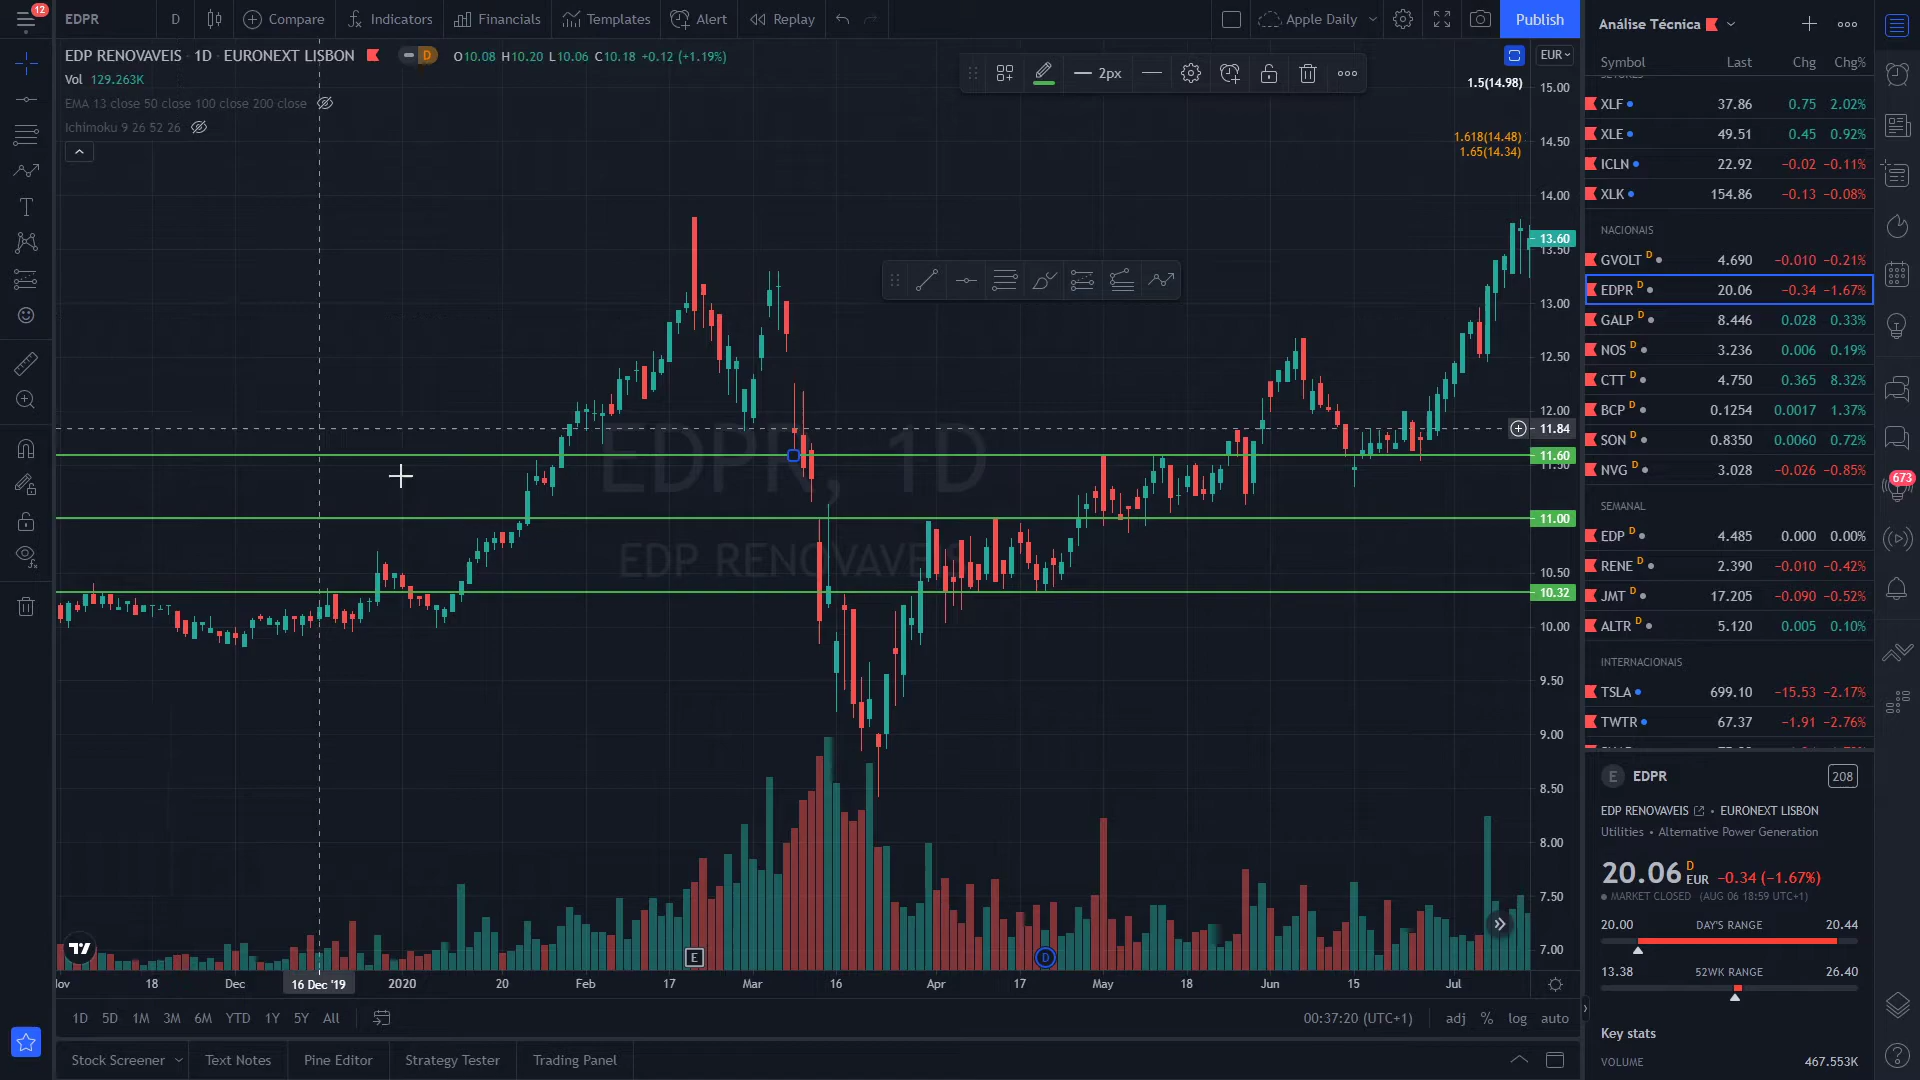 12
EDPR D Compare Indicators Financials Templates Alert Replay Apple Daily Publish
EDP RENOVAVEIS · 1D · EURONEXT LISBON D O10.08 H10.20 L10.06 C10.18 +0.12 (+1.19%)
Vol 129.263K
EMA 13 close 50 close 100 close 200 close
Ichimoku 9 26 52 26
2px
EUR
1.5(14.98)
1.618(14.48)
1.65(14.34)
15.00
14.50
14.00
13.60
13.50
13.00
12.50
12.00
11.84
11.60
11.50
11.00
10.50
10.32
10.00
9.50
9.00
8.50
8.00
7.50
7.00
EDPR, 1D
EDP RENOVAVEIS
E D
18 Dec 16 Dec '19 2020 20 Feb 17 Mar 16 Apr 17 May 18 Jun 15 Jul
1D 5D 1M 3M 6M YTD 1Y 5Y All 00:37:20 (UTC+1) adj % log auto
Stock Screener Text Notes Pine Editor Strategy Tester Trading Panel
Análise Técnica
Symbol Last Chg Chg%
XLF 37.86 0.75 2.02%
XLE 49.51 0.45 0.92%
ICLN 22.92 −0.02 −0.11%
XLK 154.86 −0.13 −0.08%
NACIONAIS
GVOLT D 4.690 −0.010 −0.21%
EDPR D 20.06 −0.34 −1.67%
GALP D 8.446 0.028 0.33%
NOS D 3.236 0.006 0.19%
CTT D 4.750 0.365 8.32%
BCP D 0.1254 0.0017 1.37%
SON D 0.8350 0.0060 0.72%
NVG D 3.028 −0.026 −0.85%
SEMANAL
EDP D 4.485 0.000 0.00%
RENE D 2.390 −0.010 −0.42%
JMT D 17.205 −0.090 −0.52%
ALTR D 5.120 0.005 0.10%
INTERNACIONAIS
TSLA 699.10 −15.53 −2.17%
TWTR 67.37 −1.91 −2.76%
E EDPR 208
EDP RENOVAVEIS • EURONEXT LISBON
Utilities • Alternative Power Generation
20.06 D EUR −0.34 (−1.67%)
MARKET CLOSED (AUG 06 18:59 UTC+1)
20.00 DAY'S RANGE 20.44
13.38 52WK RANGE 26.40
Key stats
VOLUME 467.553K
673